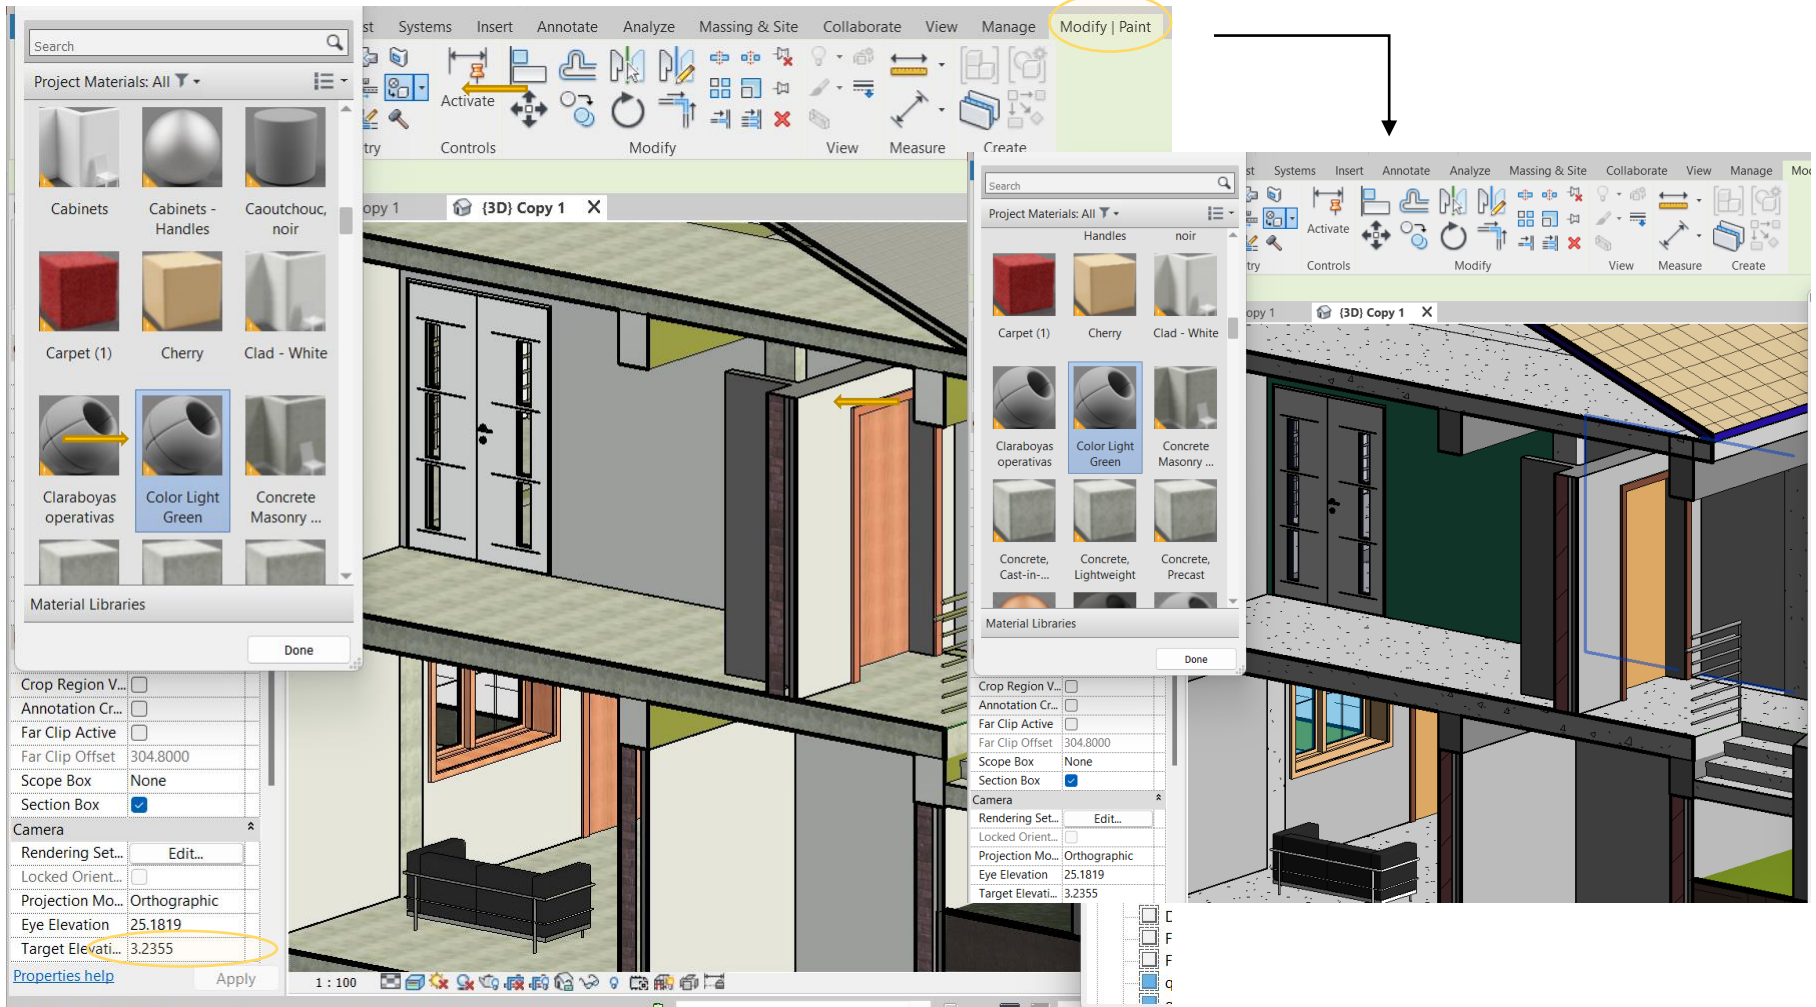 st Systems Insert Annotate Analyze Massing & Site Collaborate View Manage Modify | Paint
Search
Project Materials: All
Activate
try Controls Modify View Measure Create
Cabinets
Cabinets -
Handles
Caoutchouc,
noir
opy 1 {3D} Copy 1 X
Carpet (1)
Cherry
Clad - White
Claraboyas
operativas
Color Light
Green
Concrete
Masonry ...
Material Libraries
Done
Crop Region V...
Annotation Cr...
Far Clip Active
Far Clip Offset 304.8000
Scope Box None
Section Box
Camera
Rendering Set... Edit...
Locked Orient...
Projection Mo... Orthographic
Eye Elevation 25.1819
Target Elevati... 3.2355
Properties help Apply
1 : 100
st Systems Insert Annotate Analyze Massing & Site Collaborate View Manage Mo
Search
Project Materials: All
Activate
try Controls Modify View Measure Create
Handles noir
opy 1 {3D} Copy 1 X
Carpet (1) Cherry Clad - White
Claraboyas
operativas
Color Light
Green
Concrete
Masonry ...
Concrete,
Cast-in-...
Concrete,
Lightweight
Concrete,
Precast
Material Libraries
Done
Crop Region V...
Annotation Cr...
Far Clip Active
Far Clip Offset 304.8000
Scope Box None
Section Box
Camera
Rendering Set... Edit...
Locked Orient...
Projection Mo... Orthographic
Eye Elevation 25.1819
Target Elevati... 3.2355
F
F
q